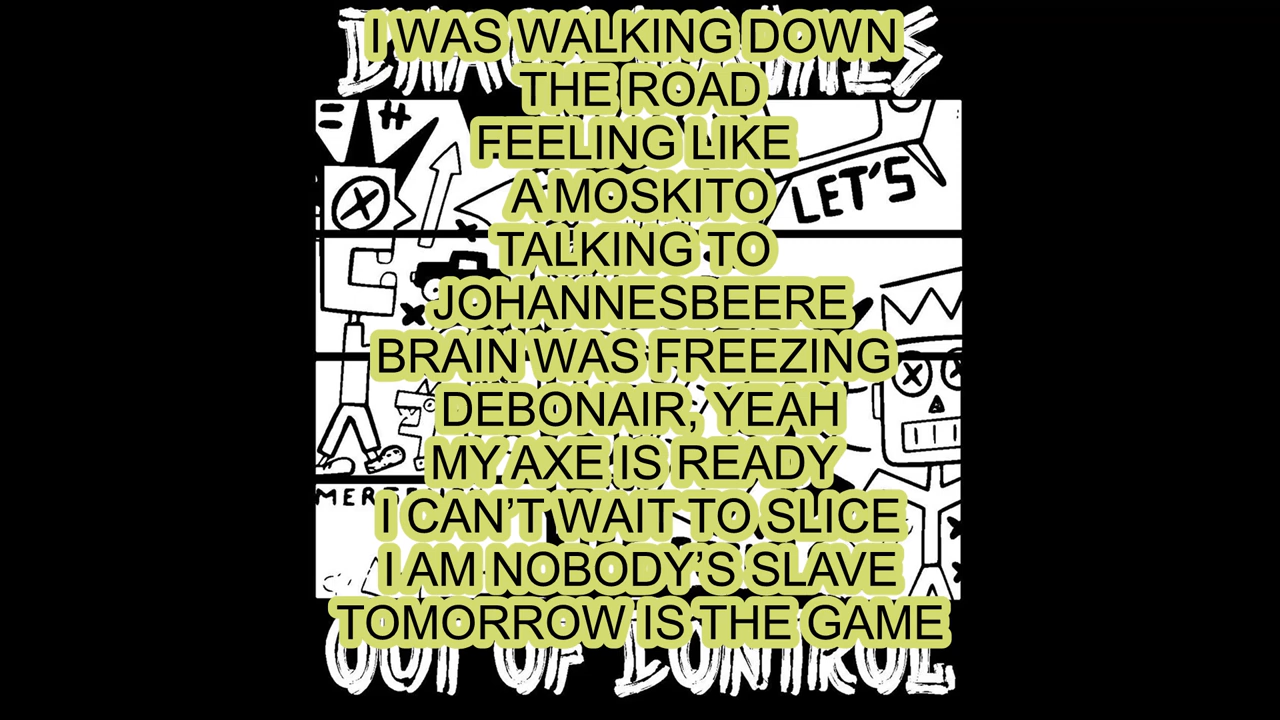 I WAS WALKING DOWN
THE ROAD
FEELING LIKE
A MOSKITO
LET'S
TALKING TO
JOHANNESBEERE
BRAIN WAS FREEZING
DEBONAIR, YEAH
MY AXE IS READY
I CAN’T WAIT TO SLICE
I AM NOBODY’S SLAVE
TOMORROW IS THE GAME
OUT OF CONTROL